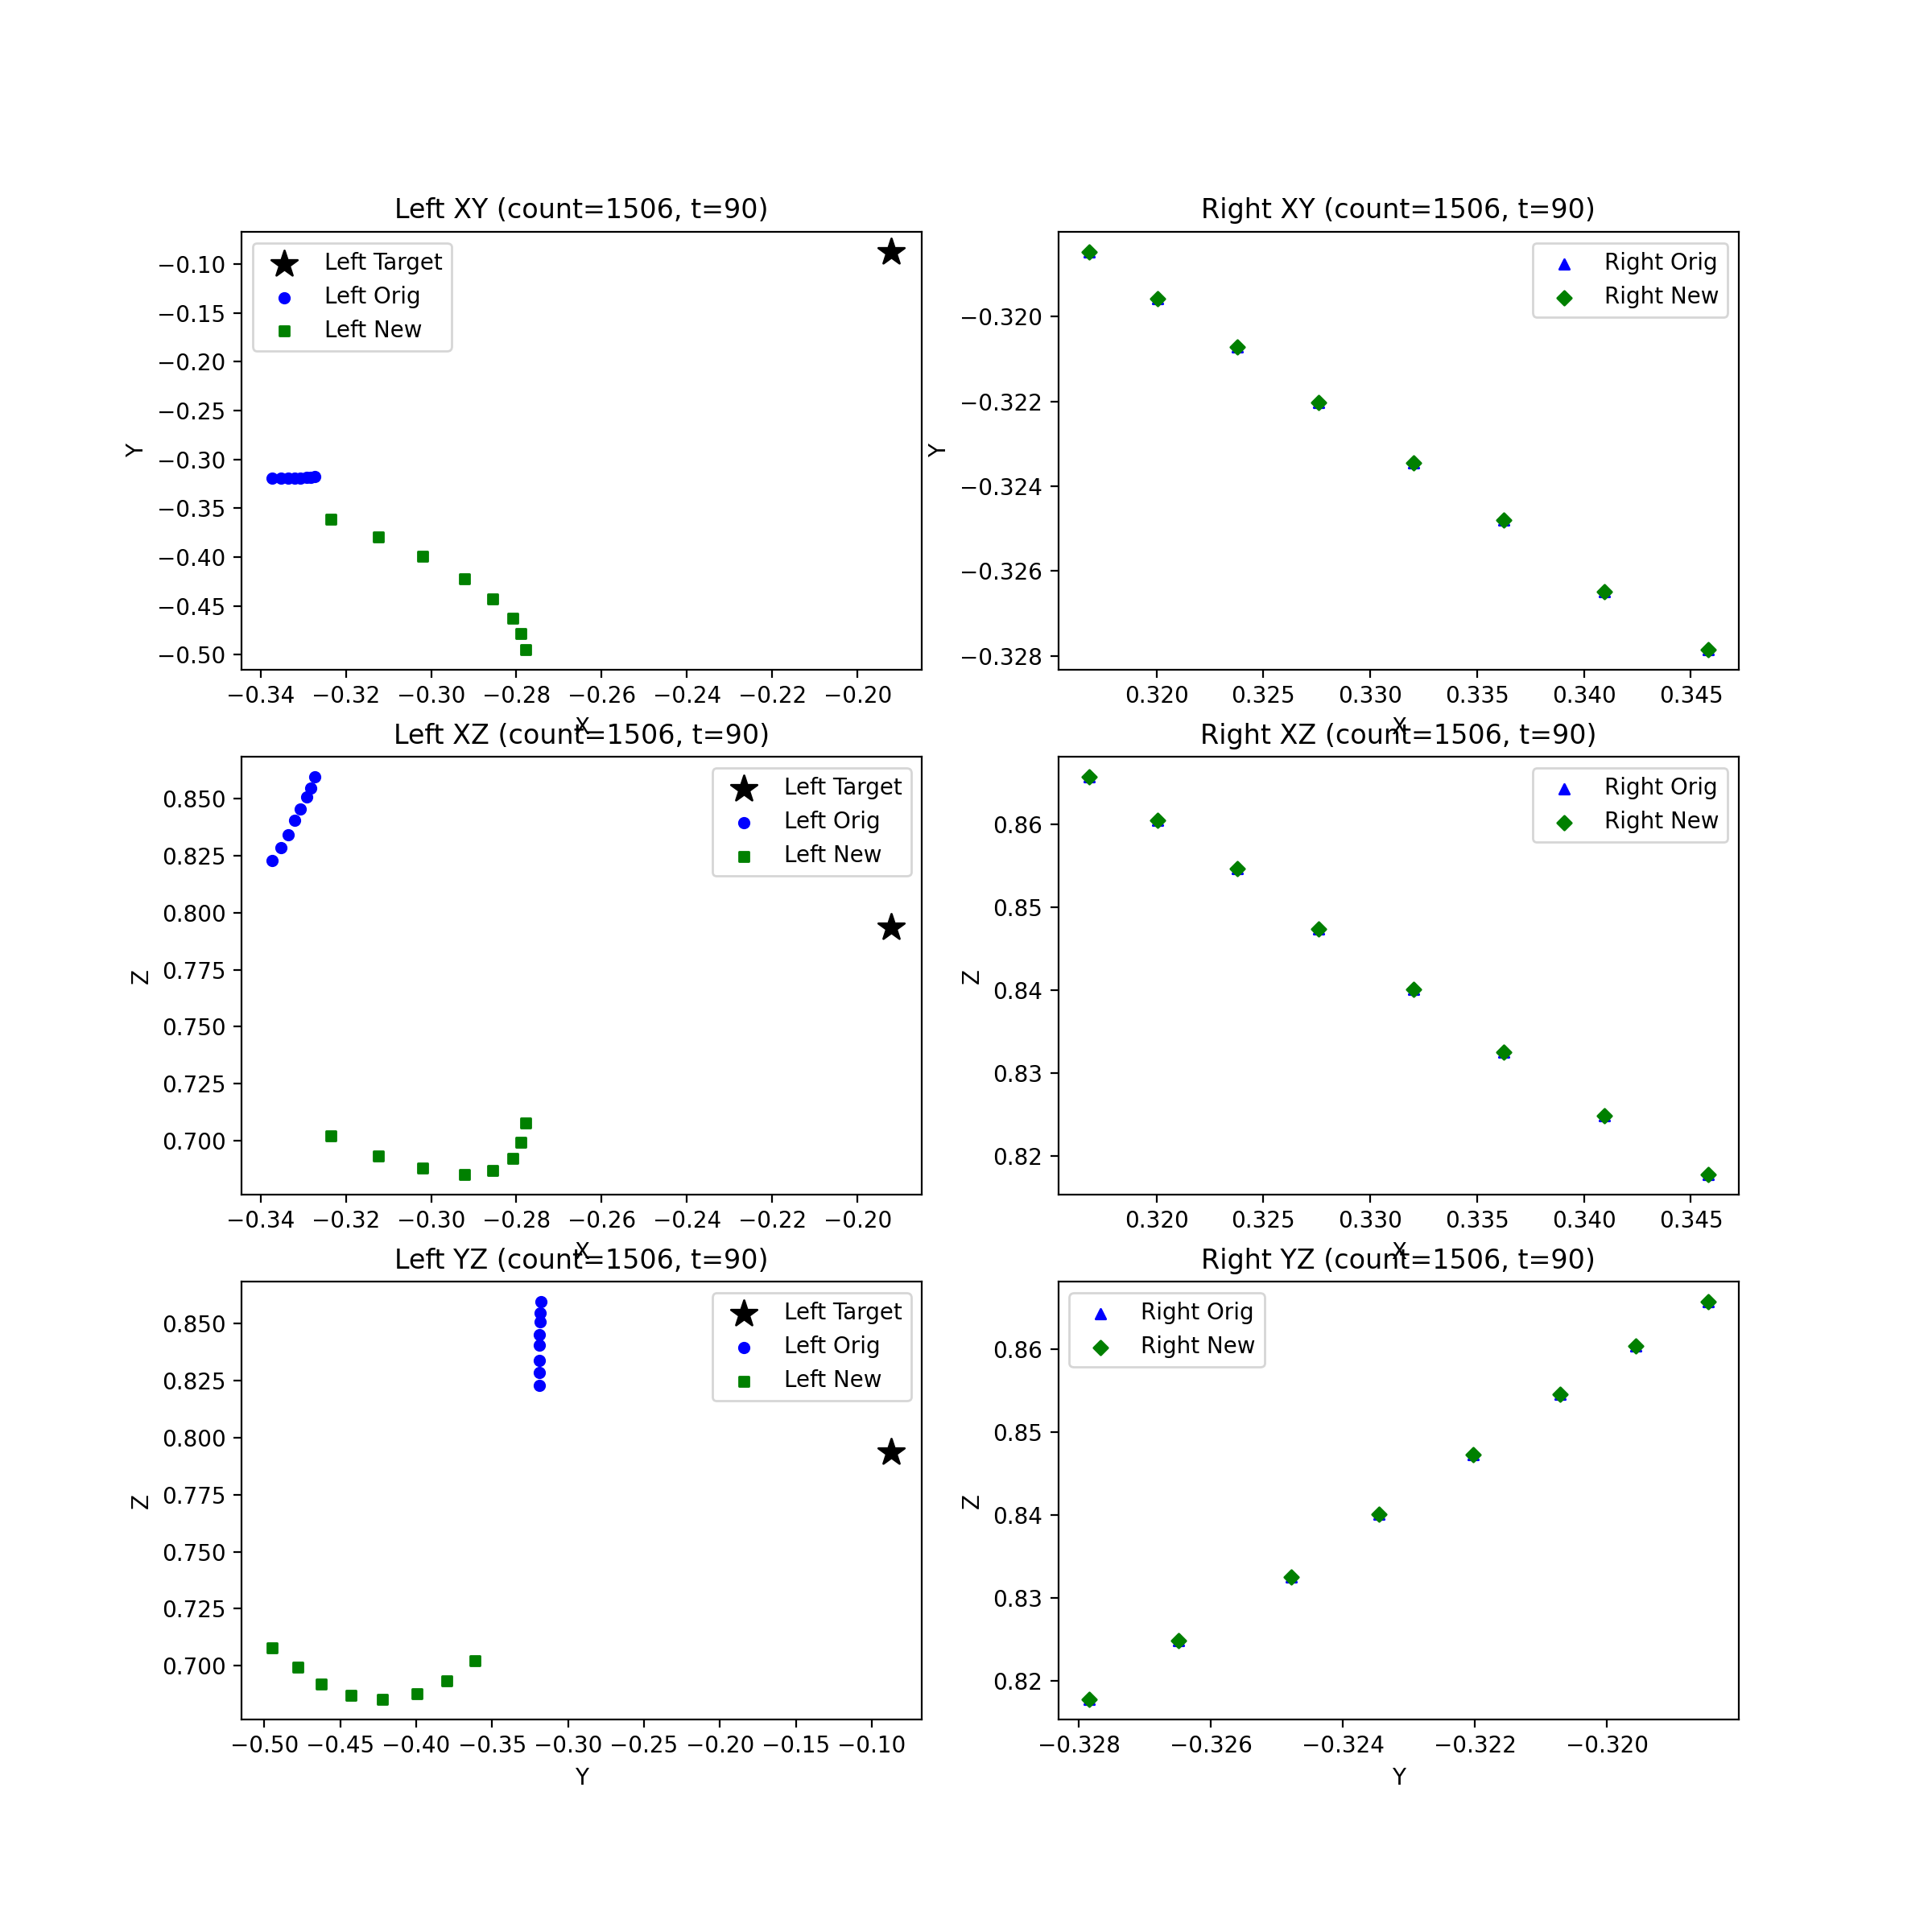 Left XY (count=1506, t=90)
Left Target
Left Orig
Left New
Y
−0.10
−0.15
−0.20
−0.25
−0.30
−0.35
−0.40
−0.45
−0.50
−0.34 −0.32 −0.30 −0.28 −0.26 −0.24 −0.22 −0.20
X
Right XY (count=1506, t=90)
Right Orig
Right New
Y
−0.320
−0.322
−0.324
−0.326
−0.328
0.320 0.325 0.330 0.335 0.340 0.345
X
Left XZ (count=1506, t=90)
Left Target
Left Orig
Left New
Z
0.850
0.825
0.800
0.775
0.750
0.725
0.700
−0.34 −0.32 −0.30 −0.28 −0.26 −0.24 −0.22 −0.20
X
Right XZ (count=1506, t=90)
Right Orig
Right New
Z
0.86
0.85
0.84
0.83
0.82
0.320 0.325 0.330 0.335 0.340 0.345
X
Left YZ (count=1506, t=90)
Left Target
Left Orig
Left New
Z
0.850
0.825
0.800
0.775
0.750
0.725
0.700
−0.50 −0.45 −0.40 −0.35 −0.30 −0.25 −0.20 −0.15 −0.10
Y
Right YZ (count=1506, t=90)
Right Orig
Right New
Z
0.86
0.85
0.84
0.83
0.82
−0.328 −0.326 −0.324 −0.322 −0.320
Y